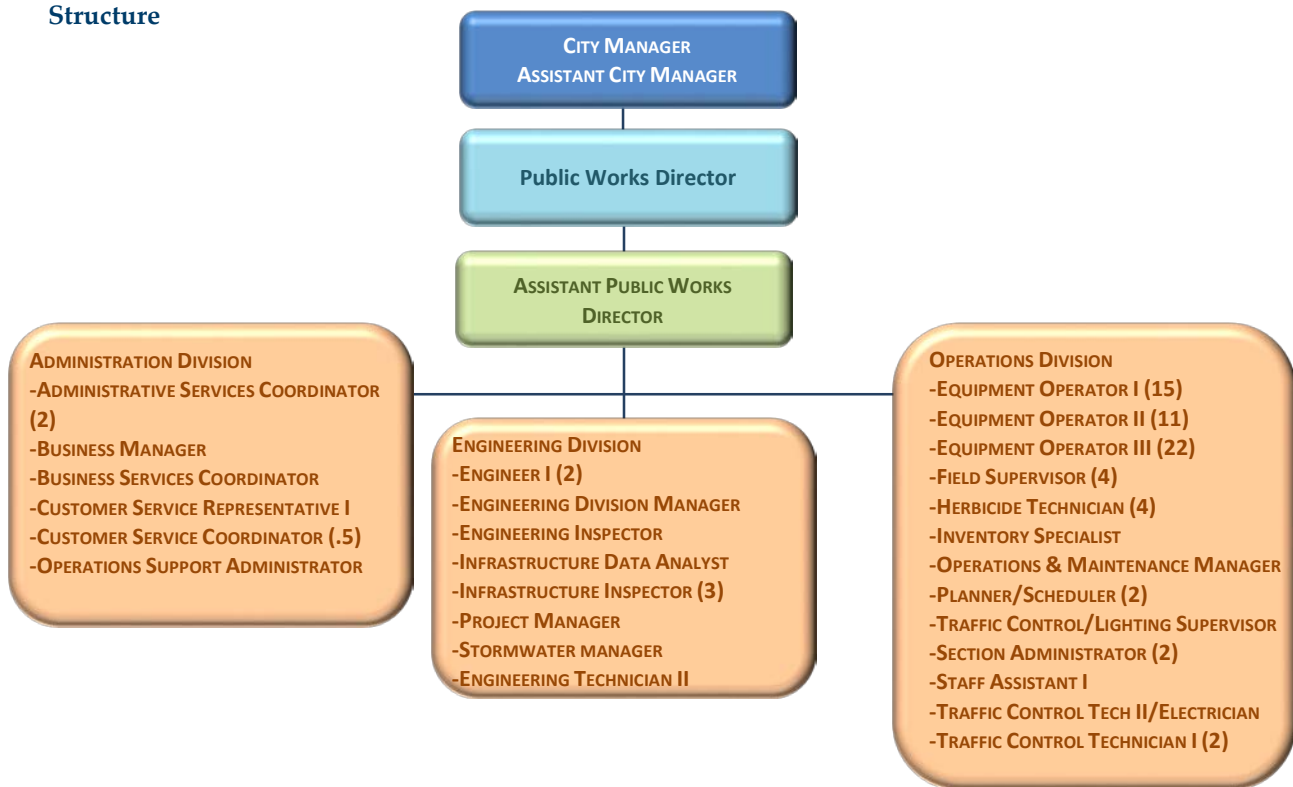 Structure
CITY MANAGER
ASSISTANT CITY MANAGER
Public Works Director
ASSISTANT PUBLIC WORKS
DIRECTOR
ADMINISTRATION DIVISION
-ADMINISTRATIVE SERVICES COORDINATOR
(2)
-BUSINESS MANAGER
-BUSINESS SERVICES COORDINATOR
-CUSTOMER SERVICE REPRESENTATIVE I
-CUSTOMER SERVICE COORDINATOR (.5)
-OPERATIONS SUPPORT ADMINISTRATOR
ENGINEERING DIVISION
-ENGINEER I (2)
-ENGINEERING DIVISION MANAGER
-ENGINEERING INSPECTOR
-INFRASTRUCTURE DATA ANALYST
-INFRASTRUCTURE INSPECTOR (3)
-PROJECT MANAGER
-STORMWATER MANAGER
-ENGINEERING TECHNICIAN II
OPERATIONS DIVISION
-EQUIPMENT OPERATOR I (15)
-EQUIPMENT OPERATOR II (11)
-EQUIPMENT OPERATOR III (22)
-FIELD SUPERVISOR (4)
-HERBICIDE TECHNICIAN (4)
-INVENTORY SPECIALIST
-OPERATIONS & MAINTENANCE MANAGER
-PLANNER/SCHEDULER (2)
-TRAFFIC CONTROL/LIGHTING SUPERVISOR
-SECTION ADMINISTRATOR (2)
-STAFF ASSISTANT I
-TRAFFIC CONTROL TECH II/ELECTRICIAN
-TRAFFIC CONTROL TECHNICIAN I (2)